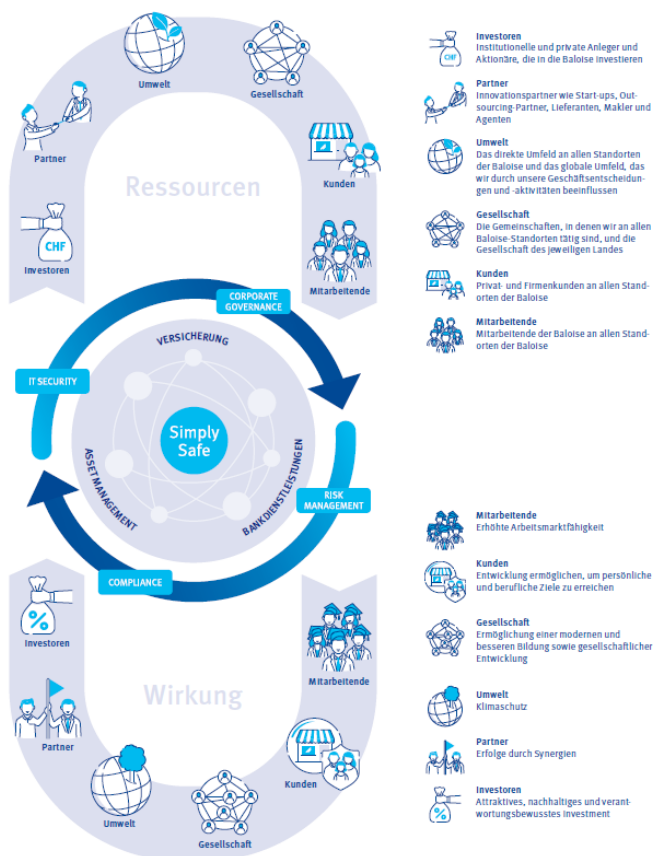 Umwelt
Gesellschaft
Partner
Kunden
Ressourcen
CHF
Investoren
Mitarbeitende
CORPORATE
GOVERNANCE
VERSICHERUNG
IT SECURITY
Simply
Safe
ASSET MANAGEMENT
BANKDIENSTLEISTUNGEN
RISK
MANAGEMENT
COMPLIANCE
%
Investoren
Mitarbeitende
Wirkung
Partner
Kunden
Umwelt
Gesellschaft
CHF
Investoren
Institutionelle und private Anleger und
Aktionäre, die in die Baloise investieren
Partner
Innovationspartner wie Start-ups, Out-
sourcing-Partner, Lieferanten, Makler und
Agenten
Umwelt
Das direkte Umfeld an allen Standorten
der Baloise und das globale Umfeld, das
wir durch unsere Geschäftsentscheidun-
gen und -aktivitäten beeinflussen
Gesellschaft
Die Gemeinschaften, in denen wir an allen
Baloise-Standorten tätig sind, und die
Gesellschaft des jeweiligen Landes
Kunden
Privat- und Firmenkunden an allen Stand-
orten der Baloise
Mitarbeitende
Mitarbeitende der Baloise an allen Stand-
orten der Baloise
Mitarbeitende
Erhöhte Arbeitsmarktfähigkeit
Kunden
Entwicklung ermöglichen, um persönliche
und berufliche Ziele zu erreichen
Gesellschaft
Ermöglichung einer modernen und
besseren Bildung sowie gesellschaftlicher
Entwicklung
Umwelt
Klimaschutz
Partner
Erfolge durch Synergien
%
Investoren
Attraktives, nachhaltiges und verant-
wortungsbewusstes Investment